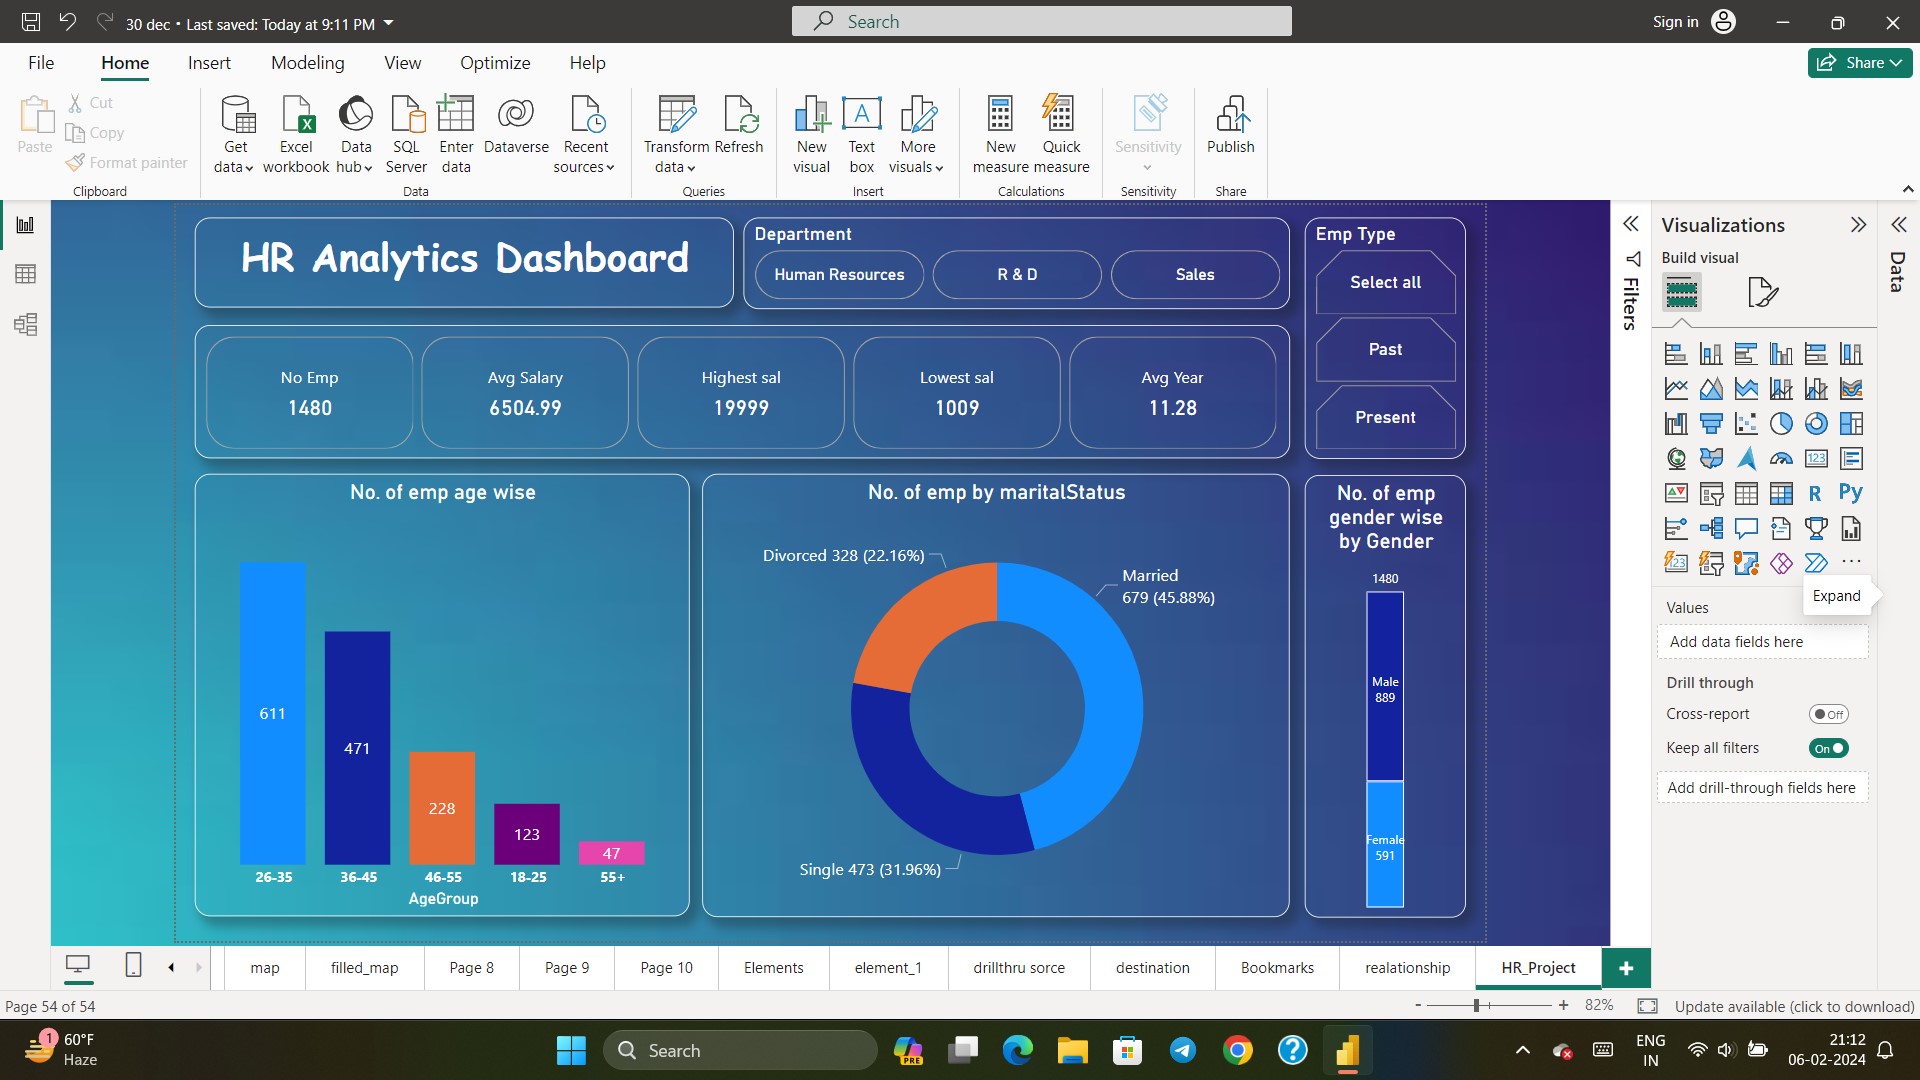 30 dec • Last saved: Today at 9:11 PM
Search
Sign in
File
Home
Insert
Modeling
View
Optimize
Help
Share
Paste
Cut
Copy
Format painter
Clipboard
Get data
Excel workbook
Data hub
SQL Server
Enter data
Dataverse
Recent sources
Data
Transform data
Refresh
Queries
New visual
Text box
More visuals
Insert
New measure
Quick measure
Calculations
Sensitivity
Sensitivity
Publish
Share
HR Analytics Dashboard
Department
Human Resources
R & D
Sales
Emp Type
Select all
Past
Present
No Emp
1480
Avg Salary
6504.99
Highest sal
19999
Lowest sal
1009
Avg Year
11.28
No. of emp age wise
611
471
228
123
47
26-35
36-45
46-55
18-25
55+
AgeGroup
No. of emp by maritalStatus
Divorced 328 (22.16%)
Married
679 (45.88%)
Single 473 (31.96%)
No. of emp
gender wise
by Gender
1480
Male
889
Female
591
Filters
Visualizations
Build visual
Data
A
123
R
Py
123
Expand
Values
Add data fields here
Drill through
Cross-report
Off
Keep all filters
On
Add drill-through fields here
map
filled_map
Page 8
Page 9
Page 10
Elements
element_1
drillthru sorce
destination
Bookmarks
realationship
HR_Project
+
Page 54 of 54
- + 82%
Update available (click to download)
1
60°F
Haze
Search
PRE
ENG
IN
21:12
06-02-2024